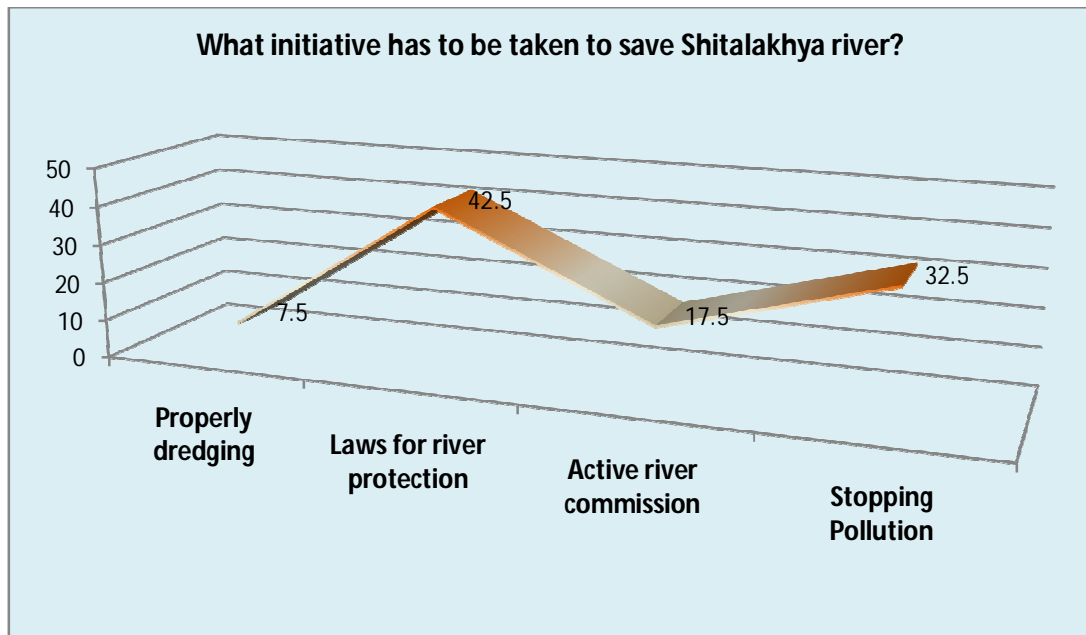 What initiative has to be taken to save Shitalakhya river?
50
40
30
20
10
0
7.5
42.5
17.5
32.5
Properly
dredging
Laws for river
protection
Active river
commission
Stopping
Pollution